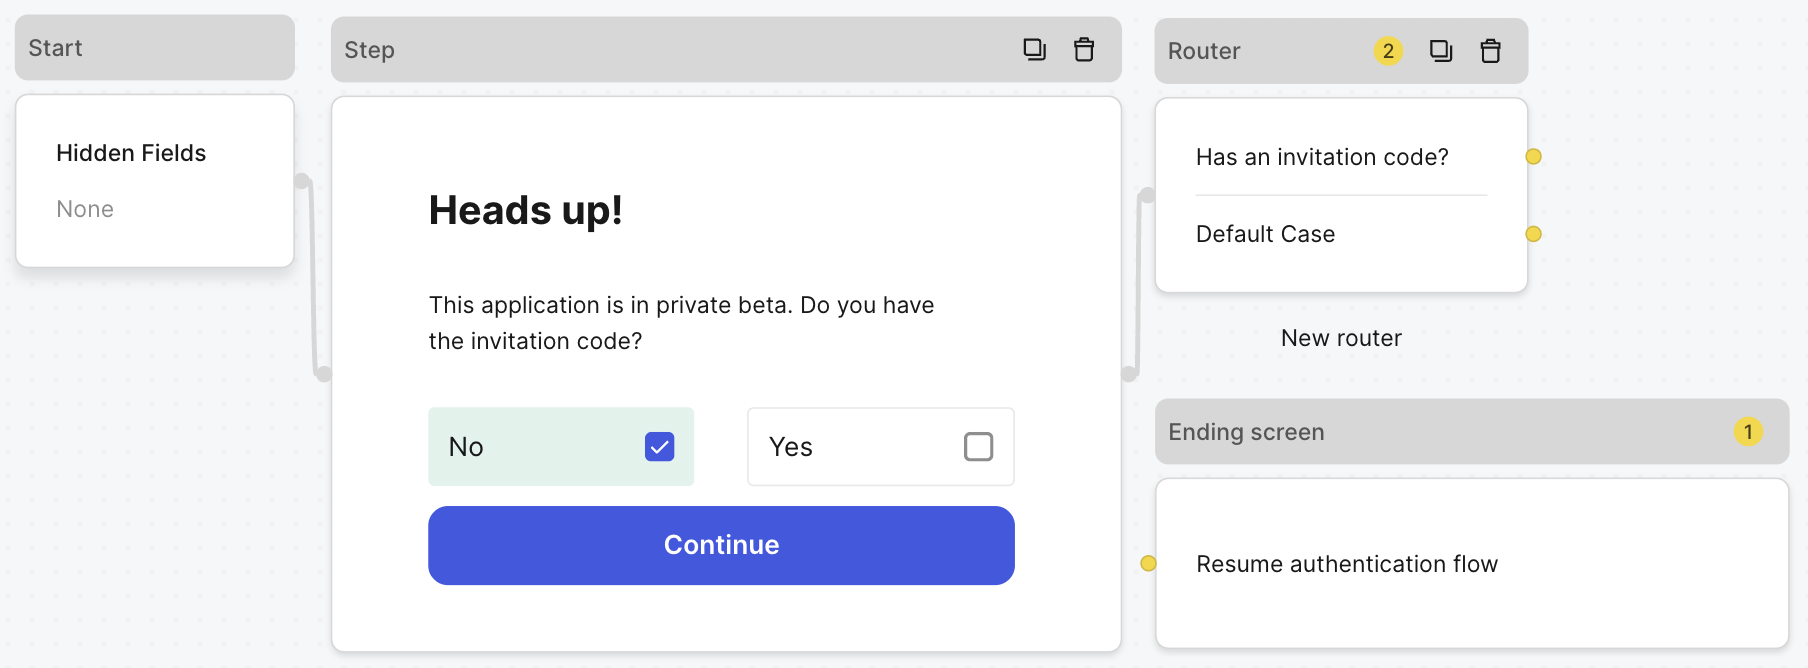 Start
Hidden Fields
None
Step
Heads up!
This application is in private beta. Do you have
the invitation code?
No
Yes
Continue
Router
2
Has an invitation code?
Default Case
New router
Ending screen
1
Resume authentication flow